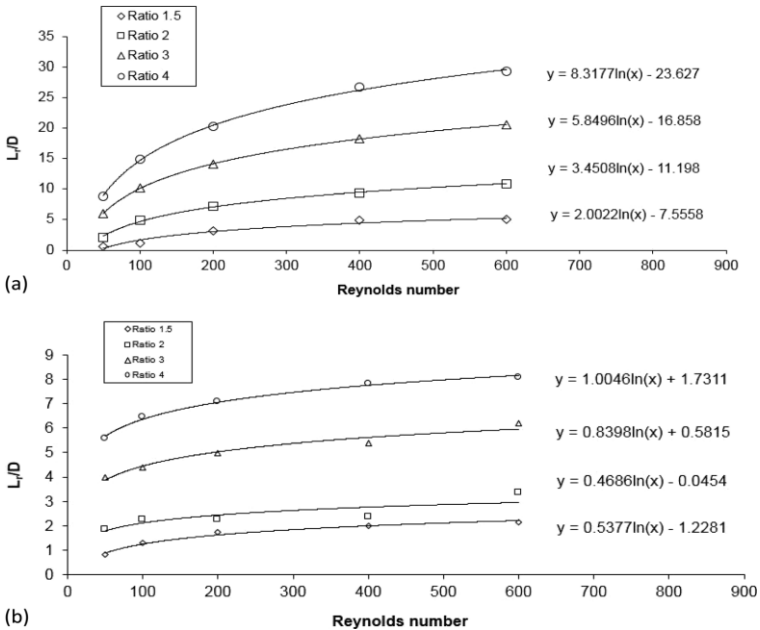 Ratio 1.5
Ratio 2
Ratio 3
Ratio 4
35
30
25
20
15
10
5
0
Lr/D
y = 8.3177ln(x) - 23.627
y = 5.8496ln(x) - 16.858
y = 3.4508ln(x) - 11.198
y = 2.0022ln(x) - 7.5558
0 100 200 300 400 500 600 700 800 900
Reynolds number
(a)
Ratio 1.5
Ratio 2
Ratio 3
Ratio 4
9
8
7
6
5
4
3
2
1
0
Lr/D
y = 1.0046ln(x) + 1.7311
y = 0.8398ln(x) + 0.5815
y = 0.4686ln(x) - 0.0454
y = 0.5377ln(x) - 1.2281
0 100 200 300 400 500 600 700 800 900
Reynolds number
(b)